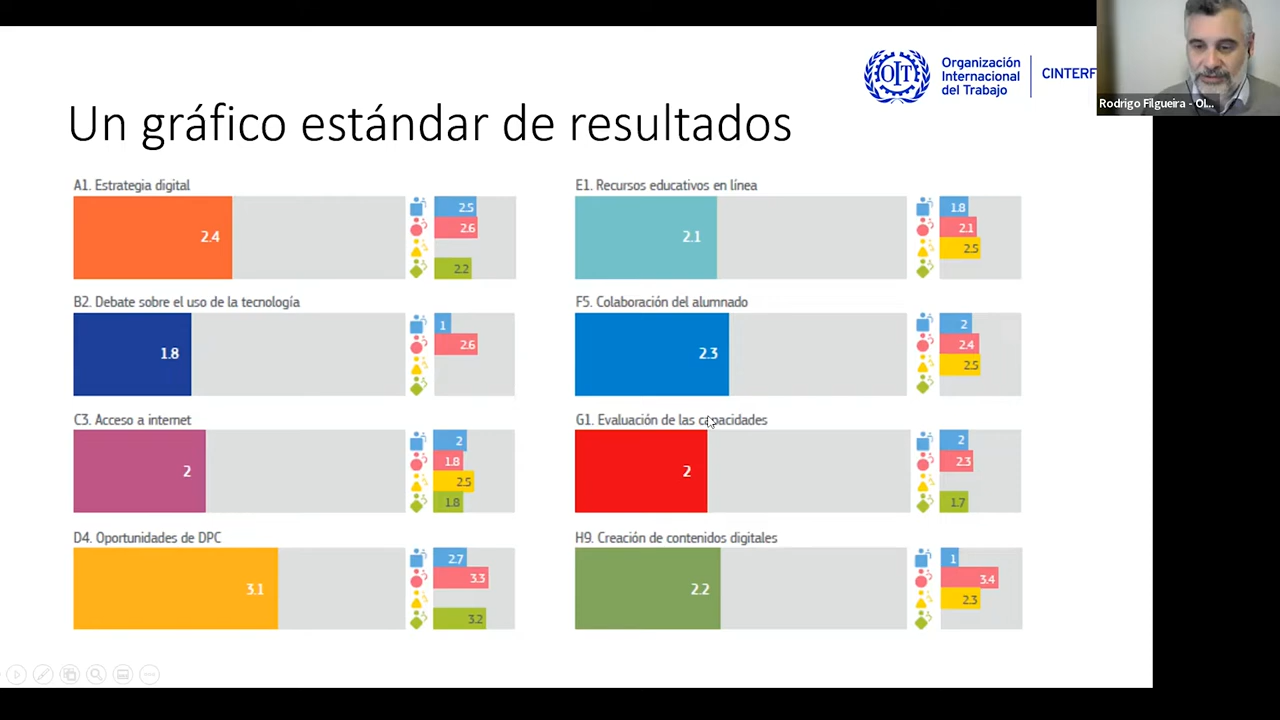 OIT
Organización
Internacional
del Trabajo
CINTERF
Rodrigo Filgueira - OI...
Un gráfico estándar de resultados
A1. Estrategia digital
2.4
2.5
2.6
2.2
B2. Debate sobre el uso de la tecnología
1.8
1
2.6
C3. Acceso a internet
2
2
1.8
2.5
1.8
D4. Oportunidades de DPC
3.1
2.7
3.3
3.2
E1. Recursos educativos en línea
2.1
1.8
2.1
2.5
F5. Colaboración del alumnado
2.3
2
2.4
2.5
G1. Evaluación de las capacidades
2
2
2.3
1.7
H9. Creación de contenidos digitales
2.2
1
3.4
2.3